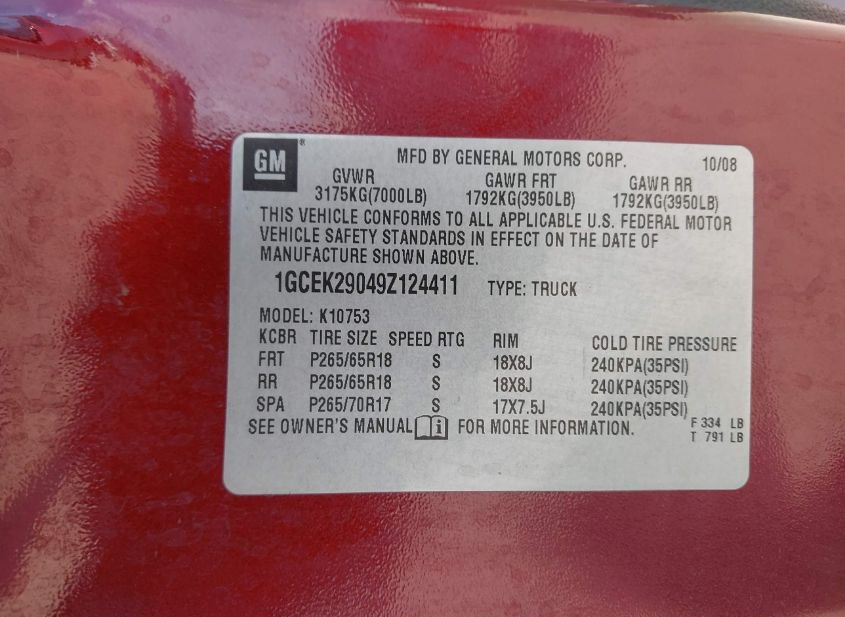 GM ® MFD BY GENERAL MOTORS CORP. 10/08
GVWR GAWR FRT GAWR RR
3175KG(7000LB) 1792KG(3950LB) 1792KG(3950LB)
THIS VEHICLE CONFORMS TO ALL APPLICABLE U.S. FEDERAL MOTOR
VEHICLE SAFETY STANDARDS IN EFFECT ON THE DATE OF
MANUFACTURE SHOWN ABOVE.
1GCEK29049Z124411 TYPE: TRUCK
MODEL: K10753
KCBR TIRE SIZE SPEED RTG RIM COLD TIRE PRESSURE
FRT P265/65R18 S 18X8J 240KPA(35PSI)
RR P265/65R18 S 18X8J 240KPA(35PSI)
SPA P265/70R17 S 17X7.5J 240KPA(35PSI)
SEE OWNER'S MANUAL i FOR MORE INFORMATION.
F 334 LB
T 791 LB